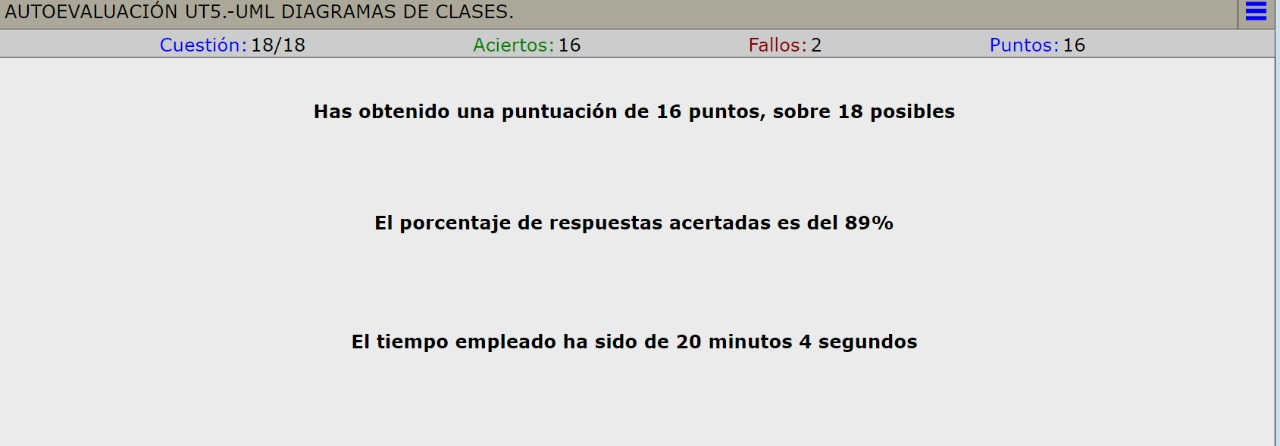 AUTOEVALUACIÓN UT5.-UML DIAGRAMAS DE CLASES.
Cuestión: 18/18 Aciertos: 16 Fallos: 2 Puntos: 16
Has obtenido una puntuación de 16 puntos, sobre 18 posibles
El porcentaje de respuestas acertadas es del 89%
El tiempo empleado ha sido de 20 minutos 4 segundos